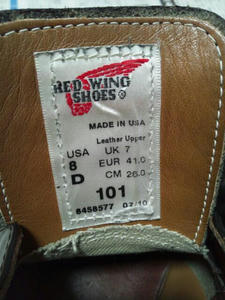 RED WING
SHOES®
MADE IN USA
Leather Upper
USA UK 7
8 EUR 41.0
D CM 26.0
101
8458577 07/10